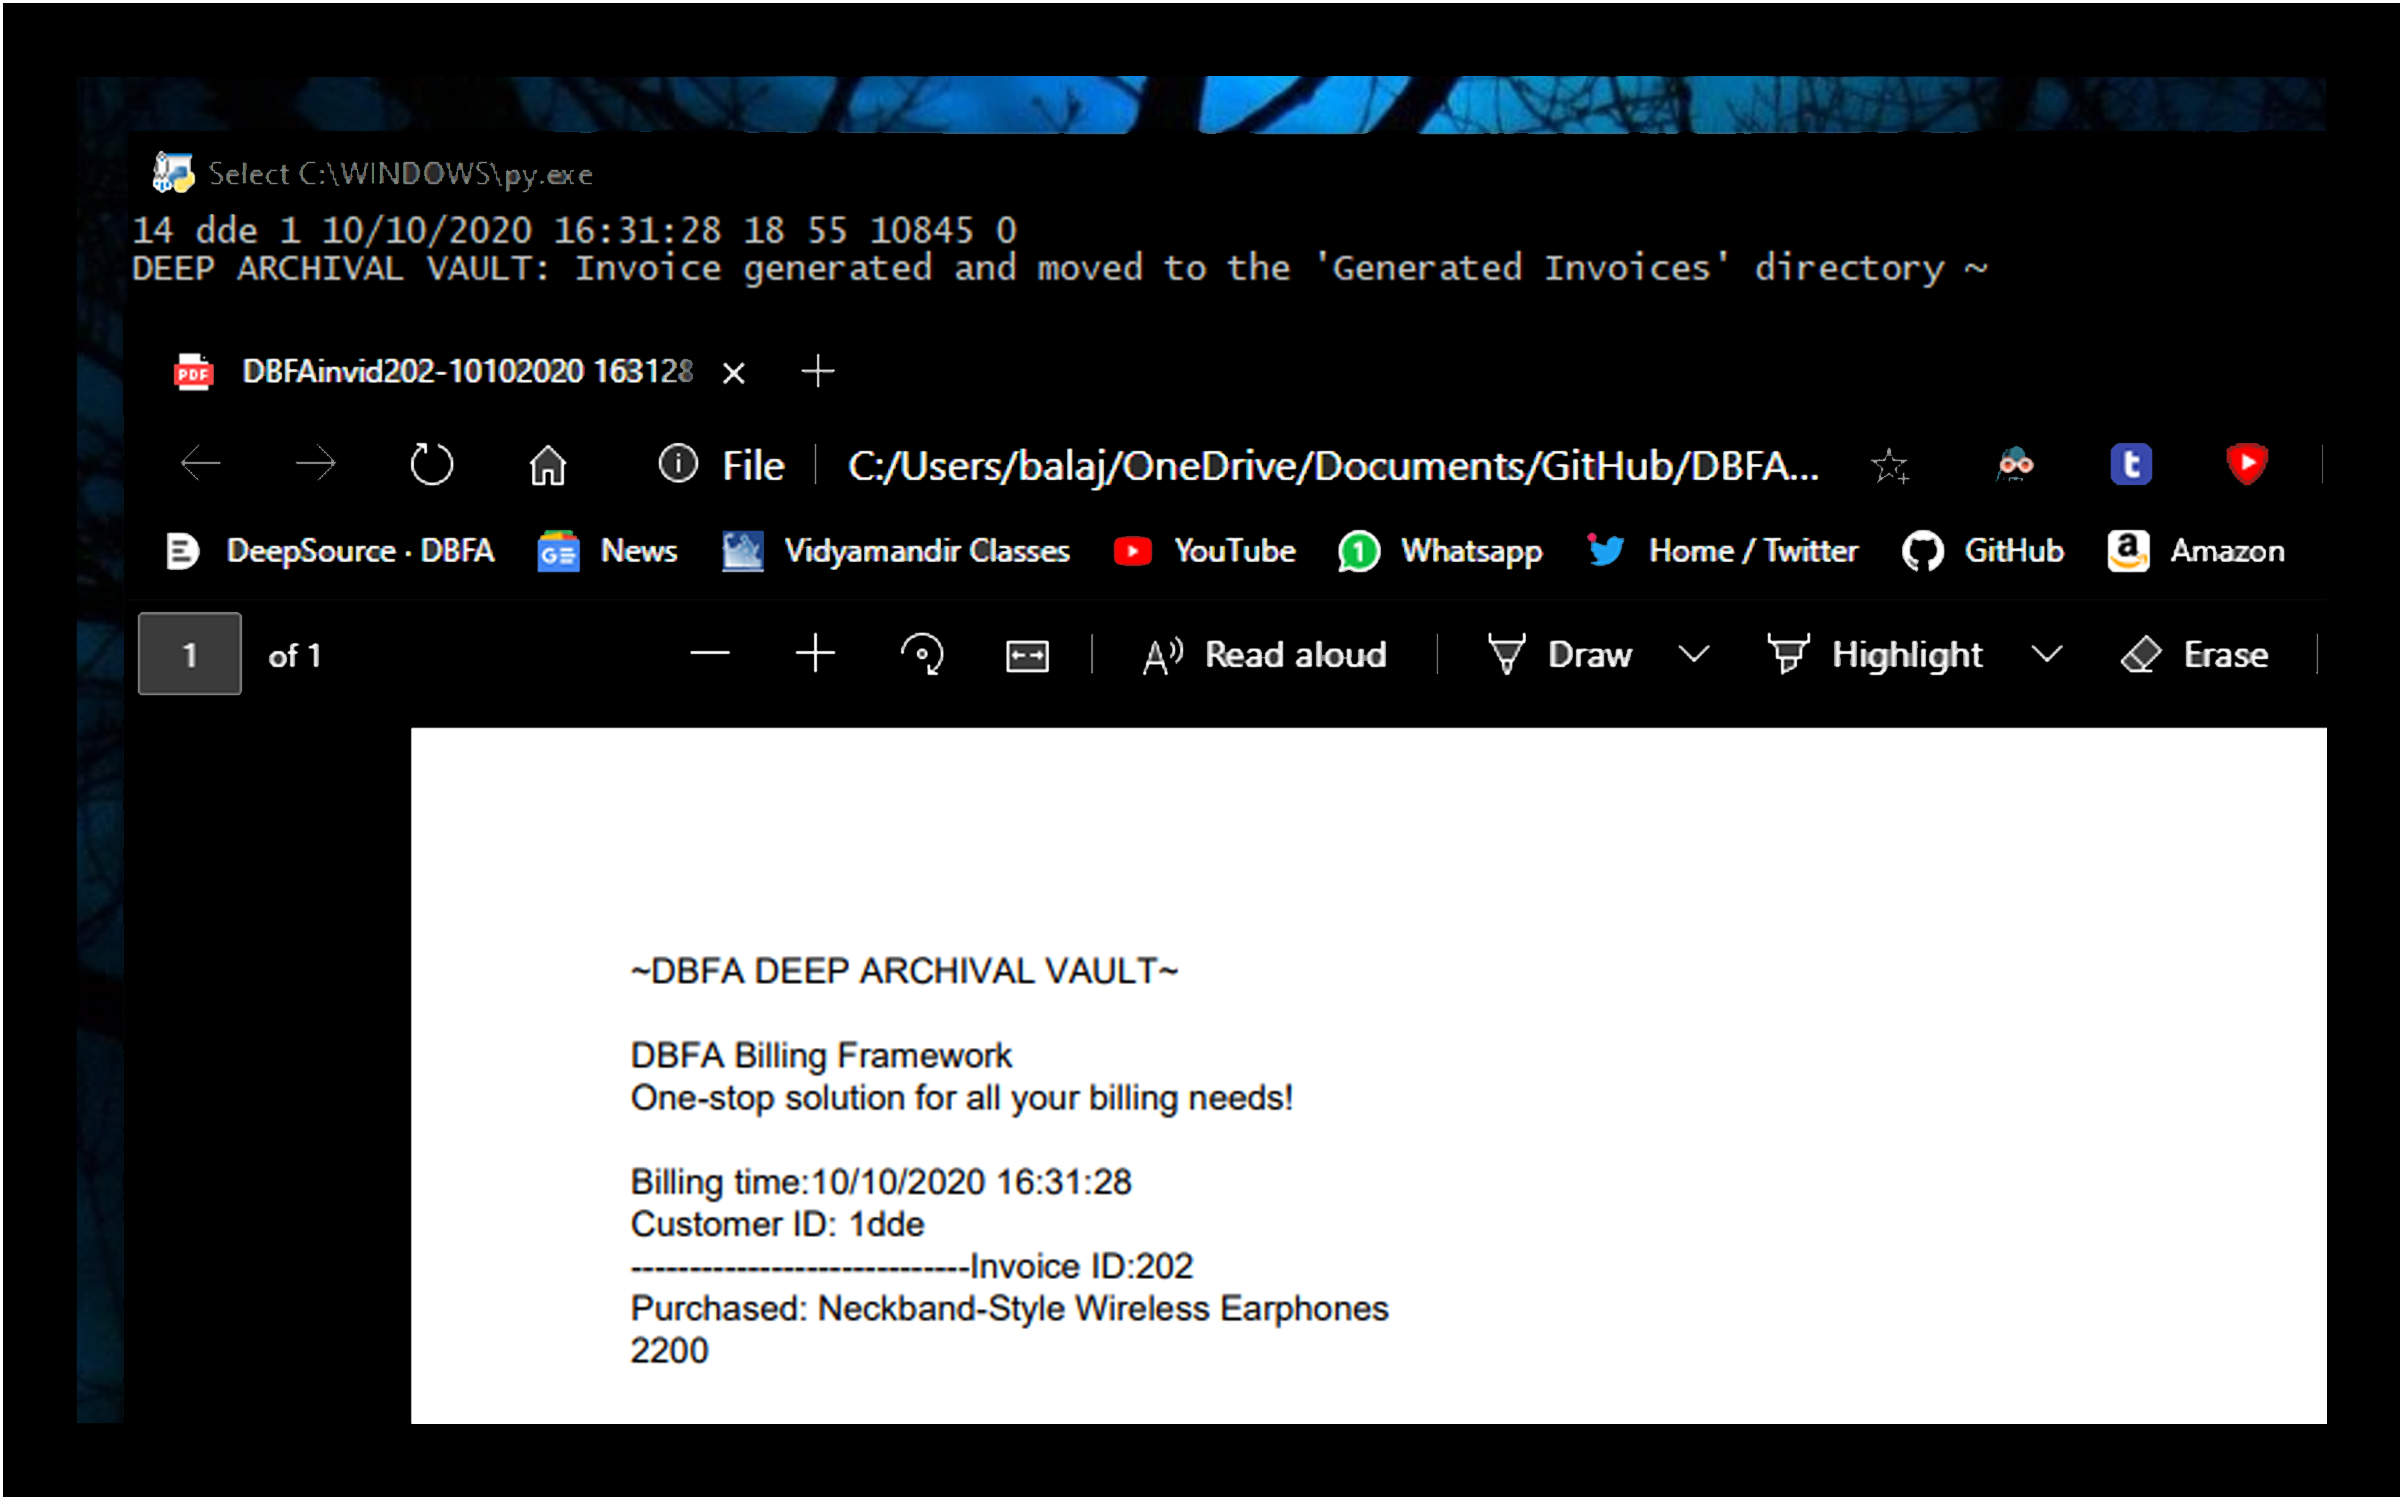 Select C:\WINDOWS\py.exe
14 dde 1 10/10/2020 16:31:28 18 55 10845 0
DEEP ARCHIVAL VAULT: Invoice generated and moved to the 'Generated Invoices' directory ~
PDF DBFAinvid202-10102020 163128
File C:/Users/balaj/OneDrive/Documents/GitHub/DBFA... t
DeepSource · DBFA GE News Vidyamandir Classes YouTube 1 Whatsapp Home / Twitter GitHub a Amazon
1 of 1 A Read aloud Draw Highlight Erase
~DBFA DEEP ARCHIVAL VAULT~
DBFA Billing Framework
One-stop solution for all your billing needs!
Billing time:10/10/2020 16:31:28
Customer ID: 1dde
-----------------------------Invoice ID:202
Purchased: Neckband-Style Wireless Earphones
2200